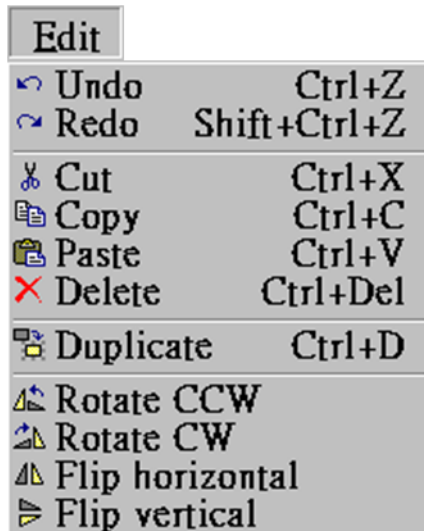 Edit
Undo Ctrl+Z
Redo Shift+Ctrl+Z
Cut Ctrl+X
Copy Ctrl+C
Paste Ctrl+V
Delete Ctrl+Del
Duplicate Ctrl+D
Rotate CCW
Rotate CW
Flip horizontal
Flip vertical